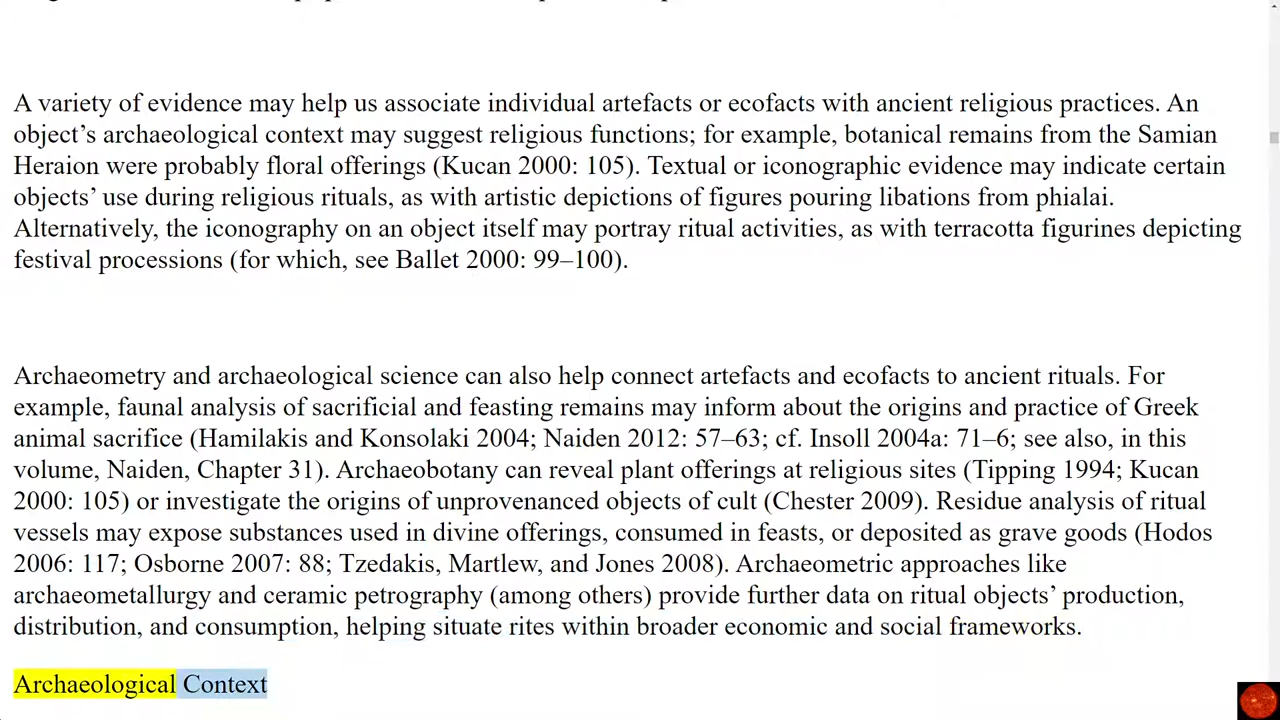 A variety of evidence may help us associate individual artefacts or ecofacts with ancient religious practices. An
object’s archaeological context may suggest religious functions; for example, botanical remains from the Samian
Heraion were probably floral offerings (Kucan 2000: 105). Textual or iconographic evidence may indicate certain
objects’ use during religious rituals, as with artistic depictions of figures pouring libations from phialai.
Alternatively, the iconography on an object itself may portray ritual activities, as with terracotta figurines depicting
festival processions (for which, see Ballet 2000: 99–100).
Archaeometry and archaeological science can also help connect artefacts and ecofacts to ancient rituals. For
example, faunal analysis of sacrificial and feasting remains may inform about the origins and practice of Greek
animal sacrifice (Hamilakis and Konsolaki 2004; Naiden 2012: 57–63; cf. Insoll 2004a: 71–6; see also, in this
volume, Naiden, Chapter 31). Archaeobotany can reveal plant offerings at religious sites (Tipping 1994; Kucan
2000: 105) or investigate the origins of unprovenanced objects of cult (Chester 2009). Residue analysis of ritual
vessels may expose substances used in divine offerings, consumed in feasts, or deposited as grave goods (Hodos
2006: 117; Osborne 2007: 88; Tzedakis, Martlew, and Jones 2008). Archaeometric approaches like
archaeometallurgy and ceramic petrography (among others) provide further data on ritual objects’ production,
distribution, and consumption, helping situate rites within broader economic and social frameworks.
Archaeological Context